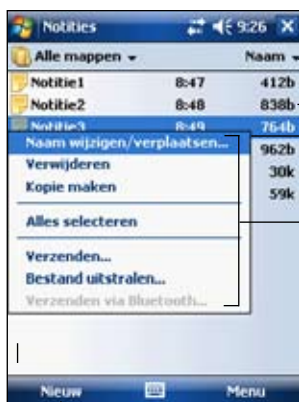 Notities 9:26
Alle mappen Naam
Notitie1 8:47 412b
Notitie2 8:48 838b
Notitie3 8:49 764b
Naam wijzigen/verplaatsen... 962b
Verwijderen 30k
Kopie maken 59k
Alles selecteren
Verzenden...
Bestand uitstralen...
Verzenden via Bluetooth...
Nieuw Menu